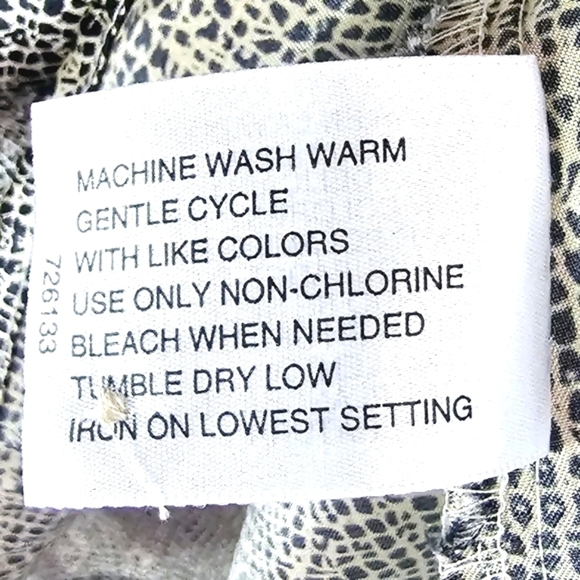 MACHINE WASH WARM
GENTLE CYCLE
WITH LIKE COLORS
USE ONLY NON-CHLORINE
BLEACH WHEN NEEDED
TUMBLE DRY LOW
IRON ON LOWEST SETTING
726133